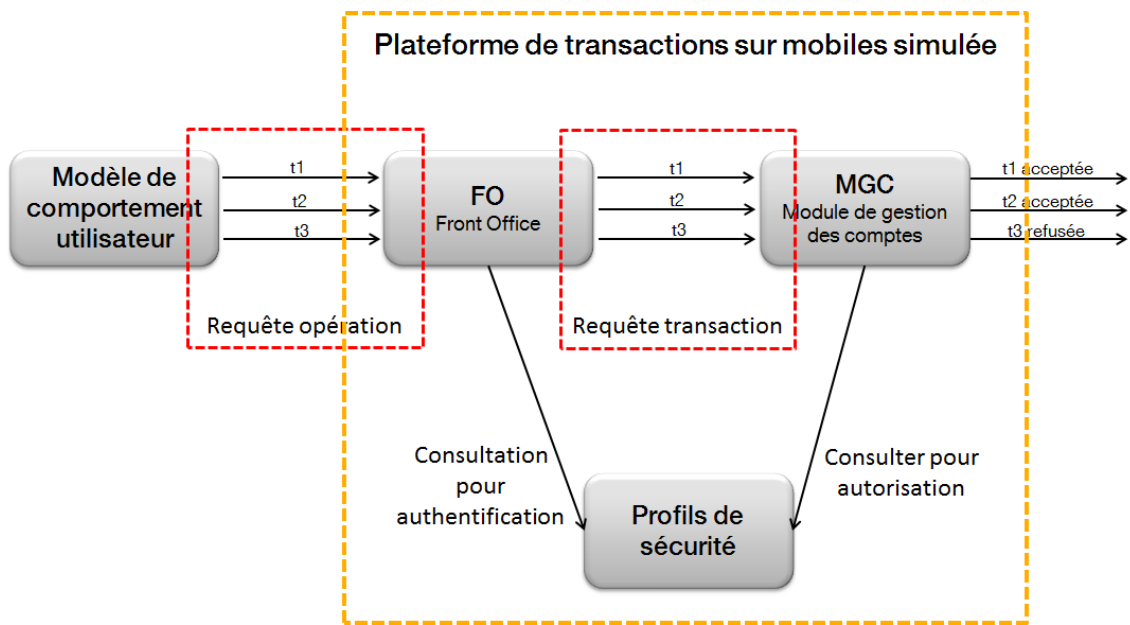 Plateforme de transactions sur mobiles simulée
Modèle de
comportement
utilisateur
t1
t2
t3
Requête opération
FO
Front Office
t1
t2
t3
Requête transaction
MGC
Module de gestion
des comptes
t1 acceptée
t2 acceptée
t3 refusée
Consultation
pour
authentification
Consulter pour
autorisation
Profils de
sécurité